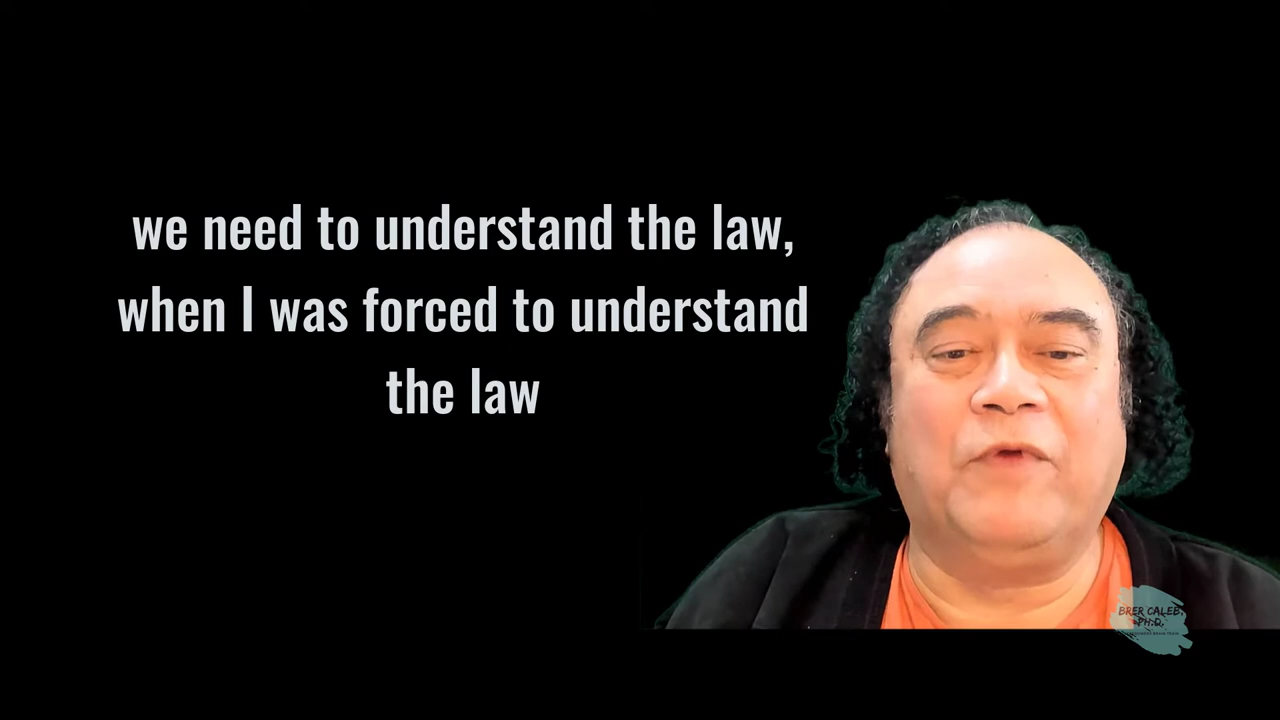 we need to understand the law,
when I was forced to understand
the law
BRER CALEB,
PH.D.